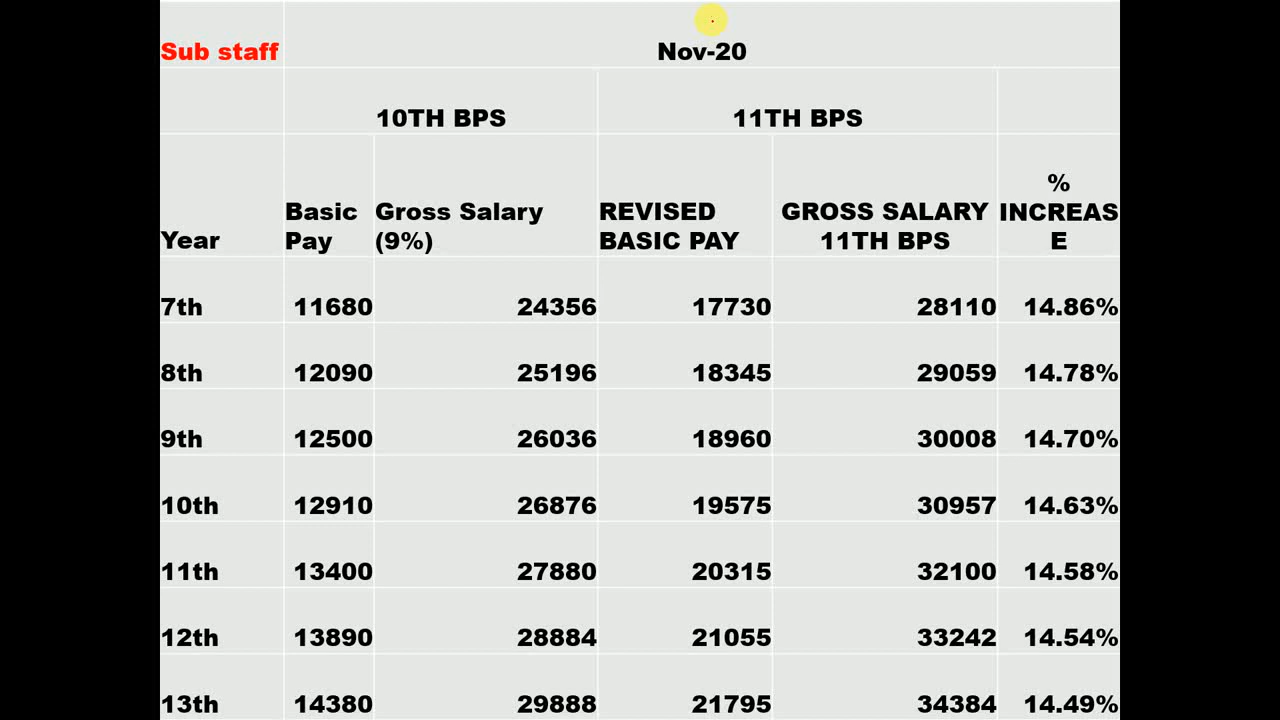 Sub staff Nov-20
10TH BPS 11TH BPS
Year Basic Pay Gross Salary (9%) REVISED BASIC PAY GROSS SALARY 11TH BPS % INCREAS E
7th 11680 24356 17730 28110 14.86%
8th 12090 25196 18345 29059 14.78%
9th 12500 26036 18960 30008 14.70%
10th 12910 26876 19575 30957 14.63%
11th 13400 27880 20315 32100 14.58%
12th 13890 28884 21055 33242 14.54%
13th 14380 29888 21795 34384 14.49%